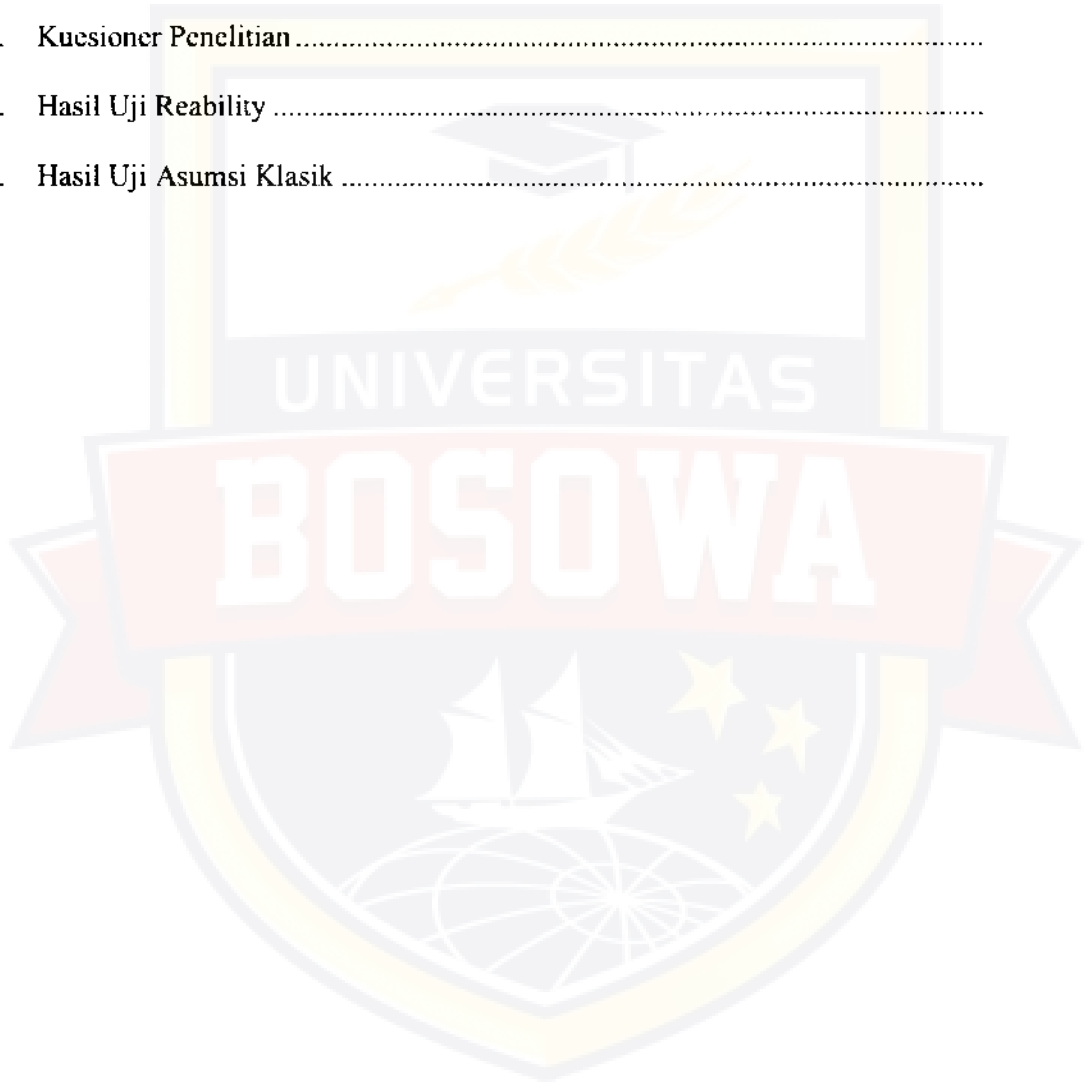 . Kuesioner Penelitian ........................................................................................
. Hasil Uji Reability ...........................................................................................
. Hasil Uji Asumsi Klasik ..................................................................................
UNIVERSITAS
BOSOWA